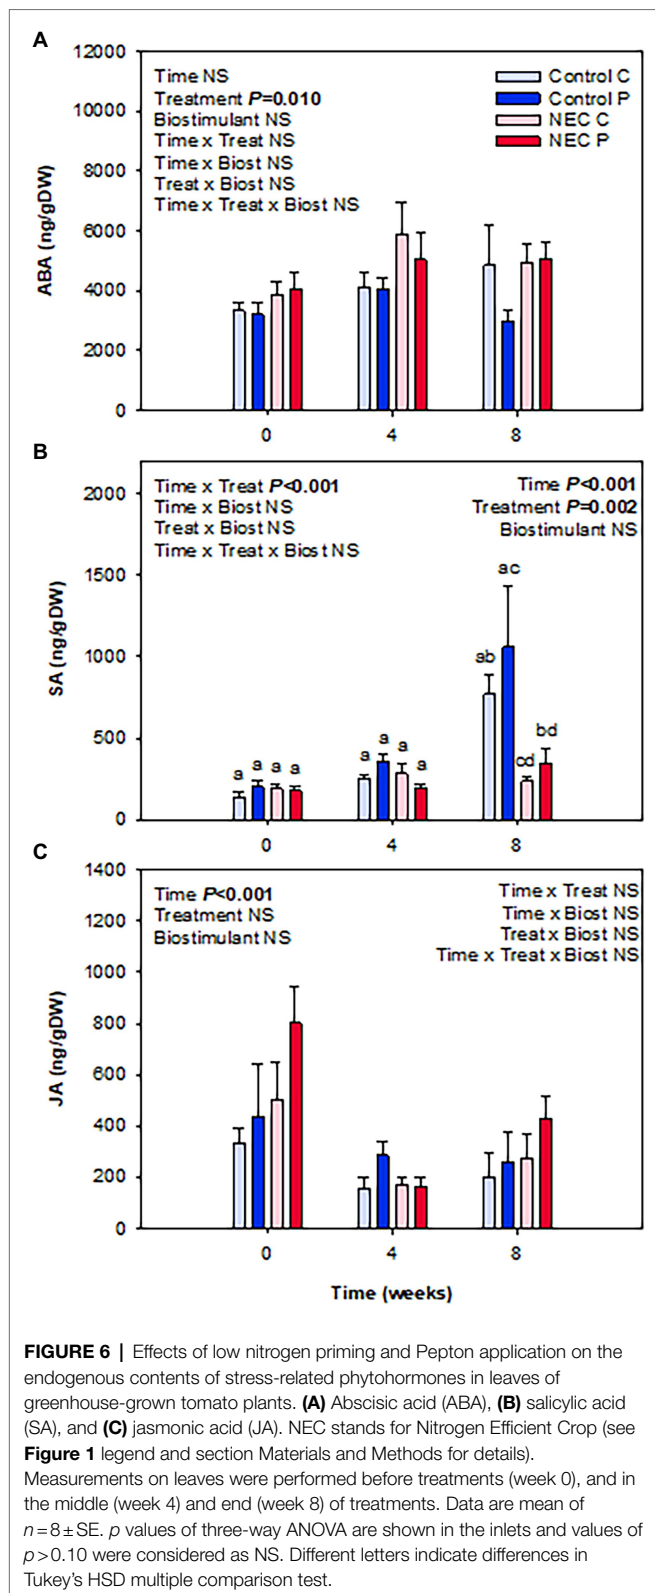 A
12000
10000
8000
6000
4000
2000
0
ABA (ng/gDW)
Time NS
Treatment P=0.010
Biostimulant NS
Time x Treat NS
Time x Biost NS
Treat x Biost NS
Time x Treat x Biost NS
Control C
Control P
NEC C
NEC P
0 4 8
B
2000
1500
1000
500
0
SA (ng/gDW)
Time x Treat P<0.001
Time x Biost NS
Treat x Biost NS
Time x Treat x Biost NS
Time P<0.001
Treatment P=0.002
Biostimulant NS
a a a a
a a a a
ab ac cd bd
0 4 8
C
1400
1200
1000
800
600
400
200
0
JA (ng/gDW)
Time P<0.001
Treatment NS
Biostimulant NS
Time x Treat NS
Time x Biost NS
Treat x Biost NS
Time x Treat x Biost NS
0 4 8
Time (weeks)
FIGURE 6 | Effects of low nitrogen priming and Pepton application on the
endogenous contents of stress-related phytohormones in leaves of
greenhouse-grown tomato plants. (A) Abscisic acid (ABA), (B) salicylic acid
(SA), and (C) jasmonic acid (JA). NEC stands for Nitrogen Efficient Crop (see
Figure 1 legend and section Materials and Methods for details).
Measurements on leaves were performed before treatments (week 0), and in
the middle (week 4) and end (week 8) of treatments. Data are mean of
n=8±SE. p values of three-way ANOVA are shown in the inlets and values of
p>0.10 were considered as NS. Different letters indicate differences in
Tukey's HSD multiple comparison test.